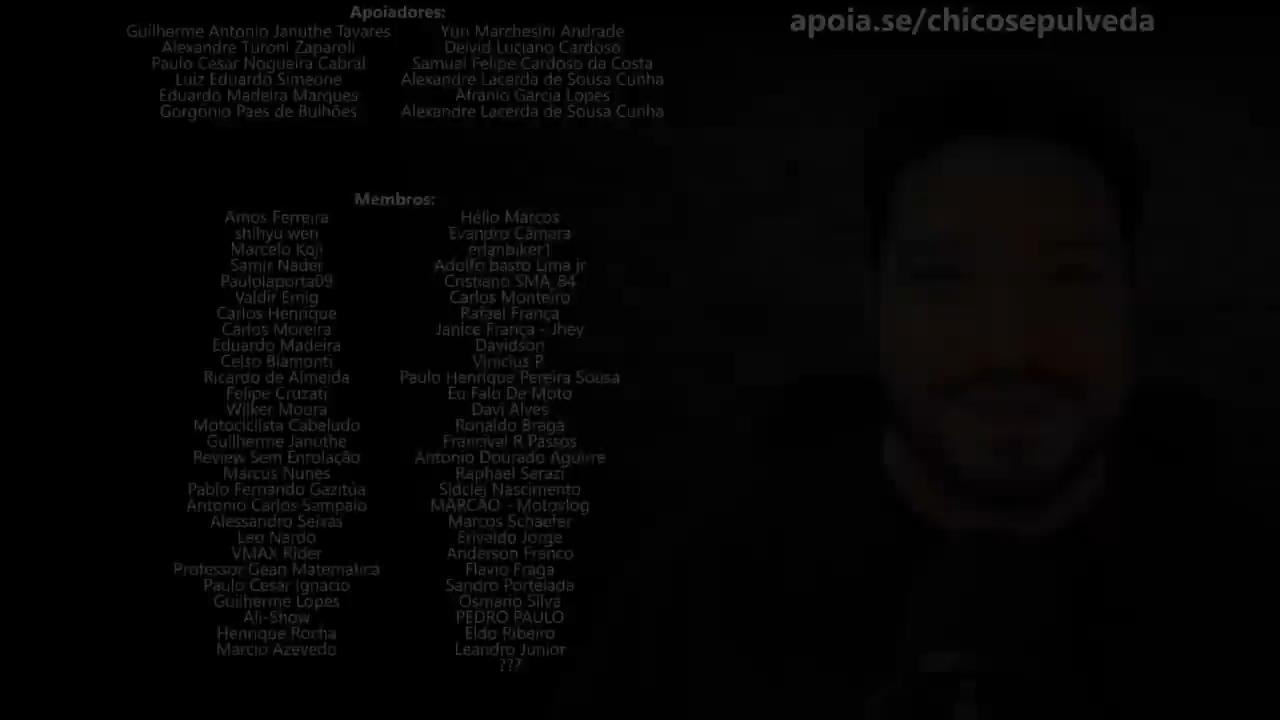 apoia.se/chicosepulveda
Apoiadores:
Guilherme Antonio Januthe Tavares
Alexandre Turoni Zaparoli
Paulo Cesar Nogueira Cabral
Luiz Eduardo Simeone
Eduardo Madeira Marques
Gorgonio Paes de Bulhões
Yuri Marchesini Andrade
Deivid Luciano Cardoso
Samuel Felipe Cardoso da Costa
Alexandre Lacerda de Sousa Cunha
Afranio Garcia Lopes
Alexandre Lacerda de Sousa Cunha
Membros:
Amos Ferreira
shihyu wen
Marcelo Koji
Samir Nader
Paulolaporta09
Valdir Emig
Carlos Henrique
Carlos Moreira
Eduardo Madeira
Celso Biamonti
Ricardo de Almeida
Felipe Cruzati
Wilker Moura
Motociclista Cabeludo
Guilherme Januthe
Review Sem Enrolação
Marcus Nunes
Pablo Fernando Gazitúa
Antonio Carlos Sampaio
Alessandro Seixas
Leo Nardo
VMAX Rider
Professor Gean Matematica
Paulo Cesar Ignacio
Guilherme Lopes
Ali-Show
Henrique Rocha
Marcio Azevedo
Hélio Marcos
Evandro Câmara
erlanbiker1
Adolfo basto Lima jr
Cristiano SMA_84
Carlos Monteiro
Rafael França
Janice França - Jhey
Davidson
Vinicius P
Paulo Henrique Pereira Sousa
Eu Falo De Moto
Davi Alves
Ronaldo Braga
Francival R Passos
Antonio Dourado Aguirre
Raphael Serazi
Sidclej Nascimento
MARCAO - Motovlog
Marcos Schaefer
Erivaldo Jorge
Anderson Franco
Flavio Fraga
Sandro Portelada
Osmano Silva
PEDRO PAULO
Eldo Ribeiro
Leandro Junior
???